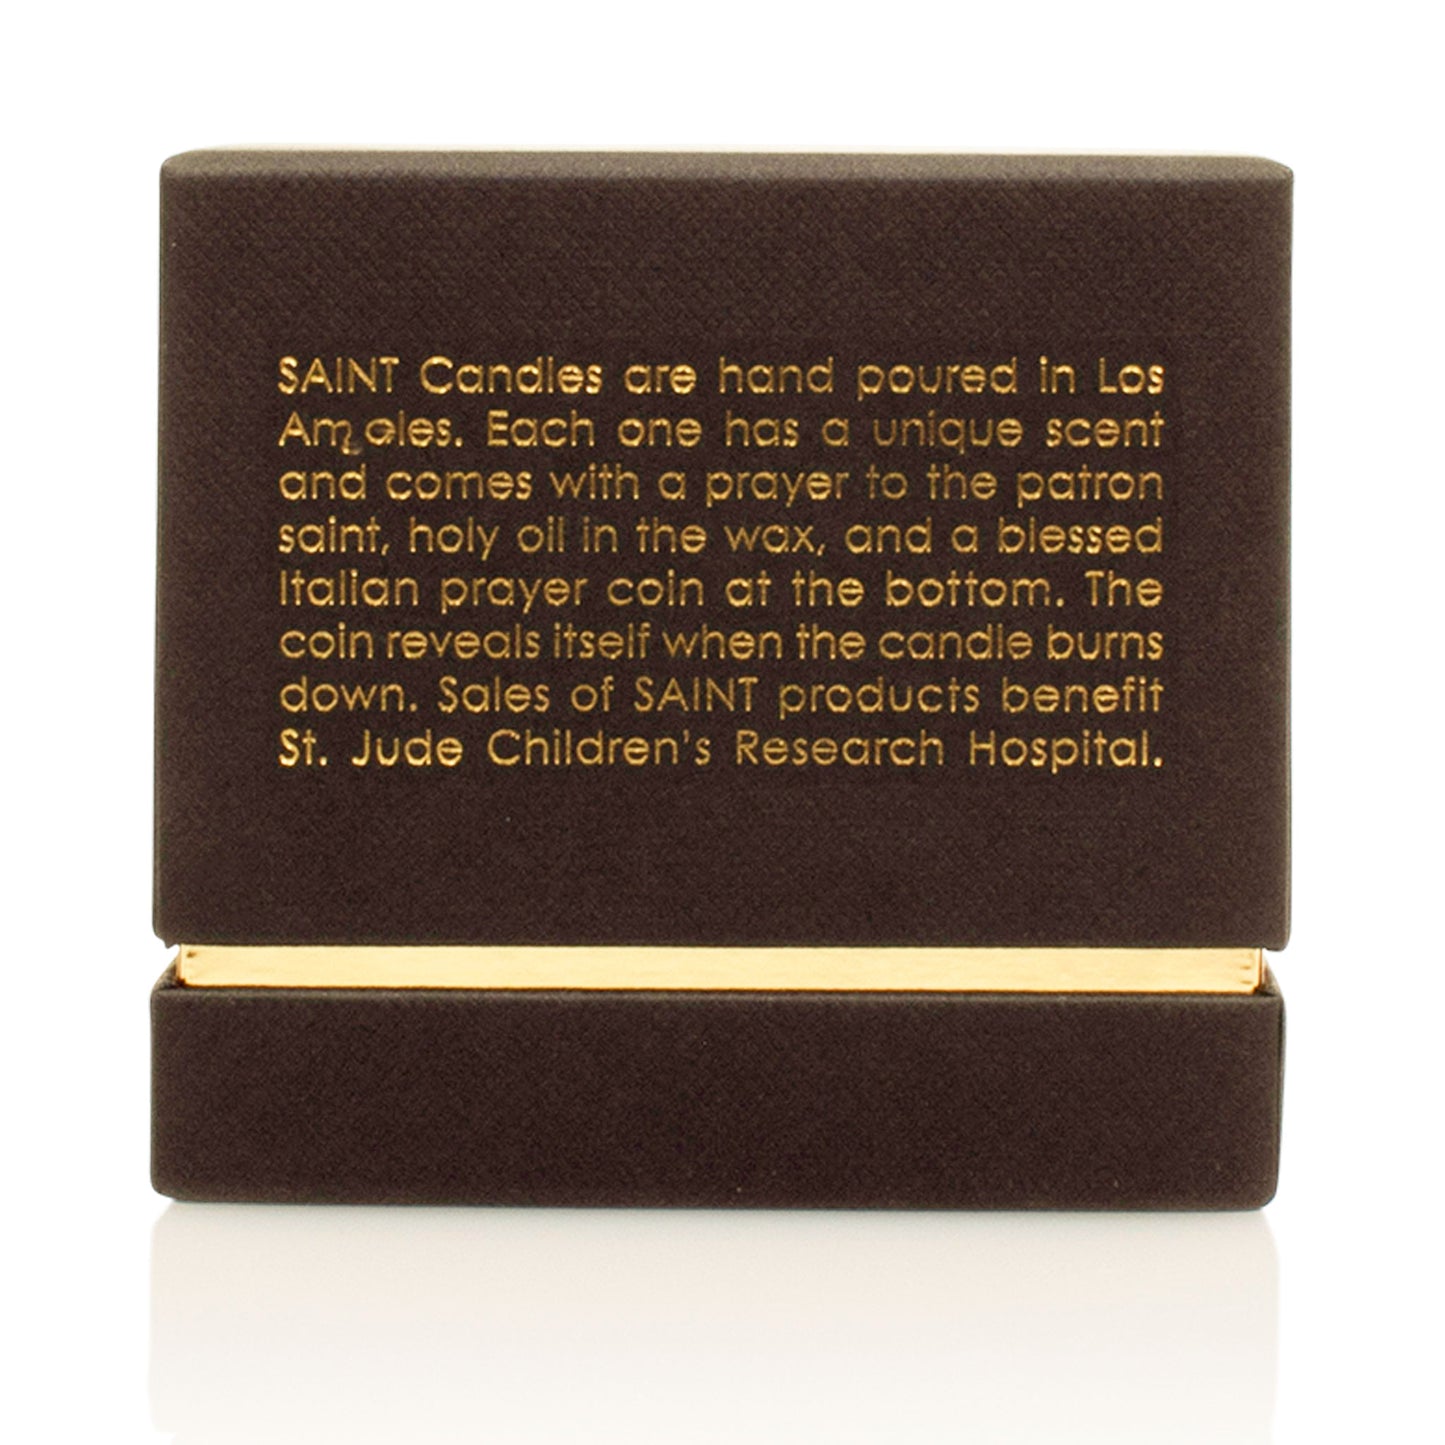 SAINT Candles are hand poured in Los
Angeles. Each one has a unique scent
and comes with a prayer to the patron
saint, holy oil in the wax, and a blessed
Italian prayer coin at the bottom. The
coin reveals itself when the candle burns
down. Sales of SAINT products benefit
St. Jude Children's Research Hospital.